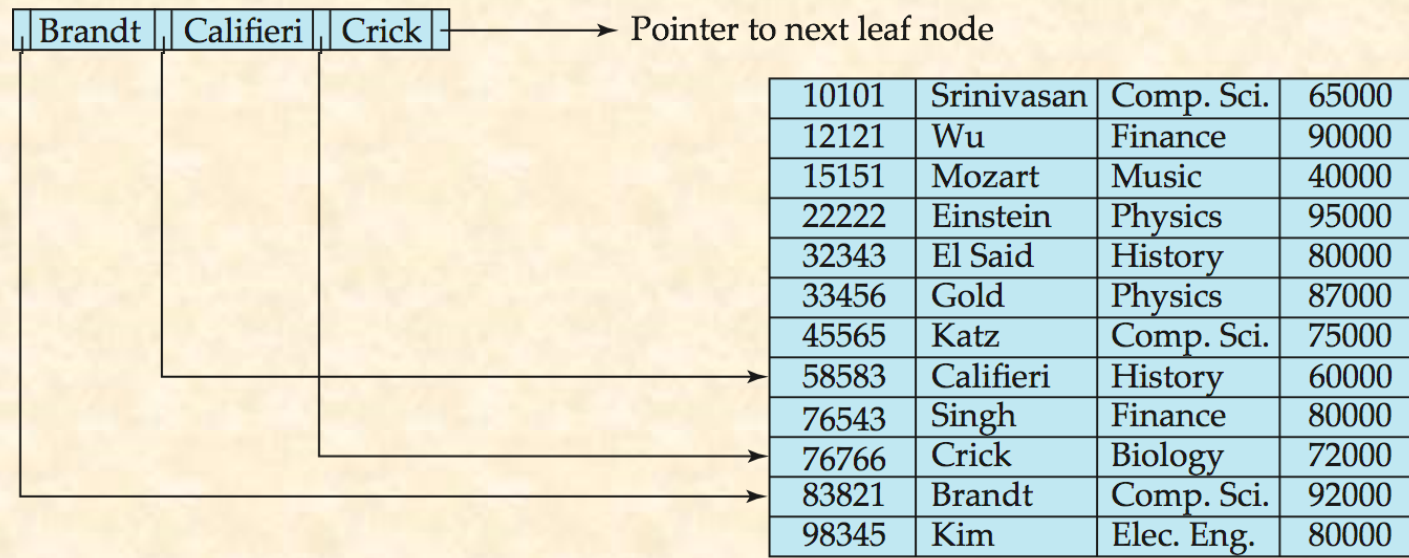 Brandt Califieri Crick Pointer to next leaf node
10101 Srinivasan Comp. Sci. 65000
12121 Wu Finance 90000
15151 Mozart Music 40000
22222 Einstein Physics 95000
32343 El Said History 80000
33456 Gold Physics 87000
45565 Katz Comp. Sci. 75000
58583 Califieri History 60000
76543 Singh Finance 80000
76766 Crick Biology 72000
83821 Brandt Comp. Sci. 92000
98345 Kim Elec. Eng. 80000